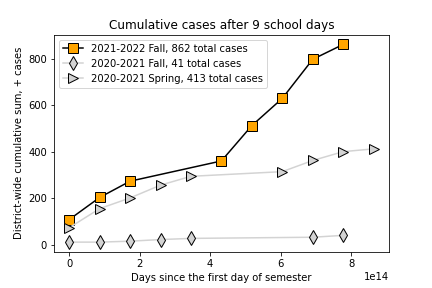 Cumulative cases after 9 school days
2021-2022 Fall, 862 total cases
2020-2021 Fall, 41 total cases
2020-2021 Spring, 413 total cases
District-wide cumulative sum, + cases
800
600
400
200
0
0 2 4 6 8
1e14
Days since the first day of semester